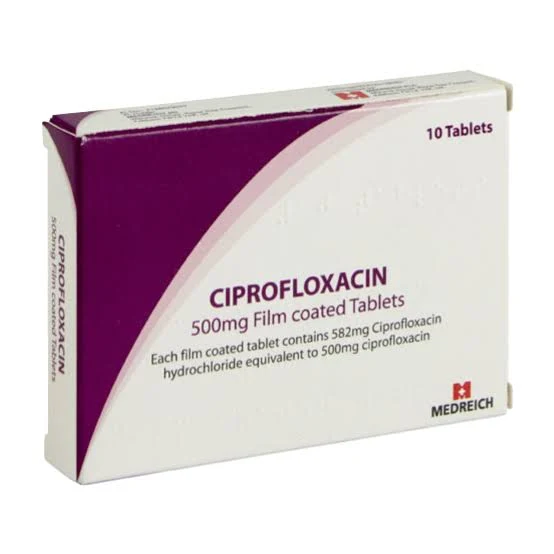 10 Tablets
CIPROFLOXACIN
500mg Film coated Tablets
Each film coated tablet contains 582mg Ciprofloxacin
hydrochloride equivalent to 500mg ciprofloxacin
MEDREICH
CIPROFLOXACIN
500mg Film coated Tablets